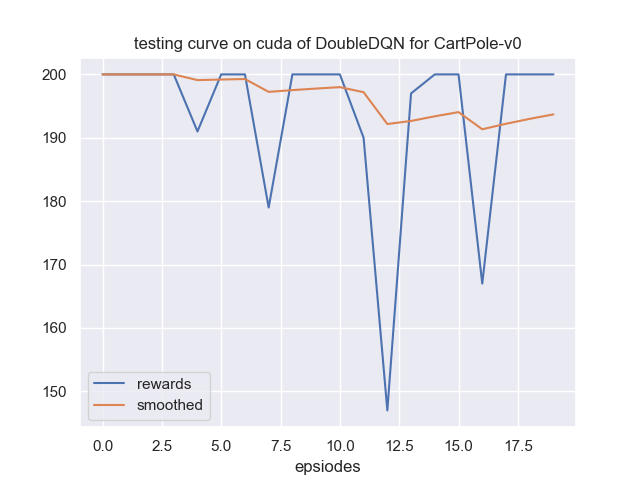 testing curve on cuda of DoubleDQN for CartPole-v0
200
190
180
170
160
150
rewards
smoothed
0.0 2.5 5.0 7.5 10.0 12.5 15.0 17.5
epsiodes